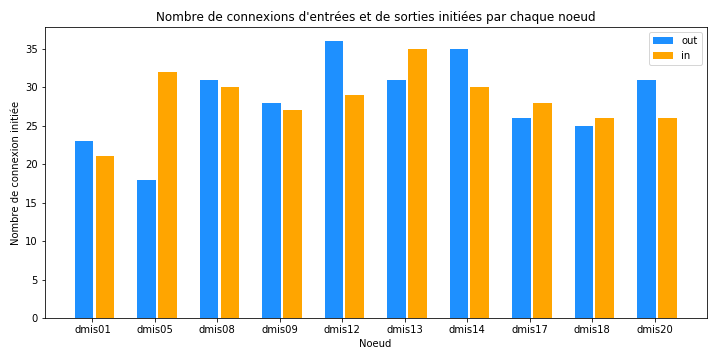 Nombre de connexions d'entrées et de sorties initiées par chaque noeud
out
in
Nombre de connexion initiée
35
30
25
20
15
10
5
0
dmis01 dmis05 dmis08 dmis09 dmis12 dmis13 dmis14 dmis17 dmis18 dmis20
Noeud